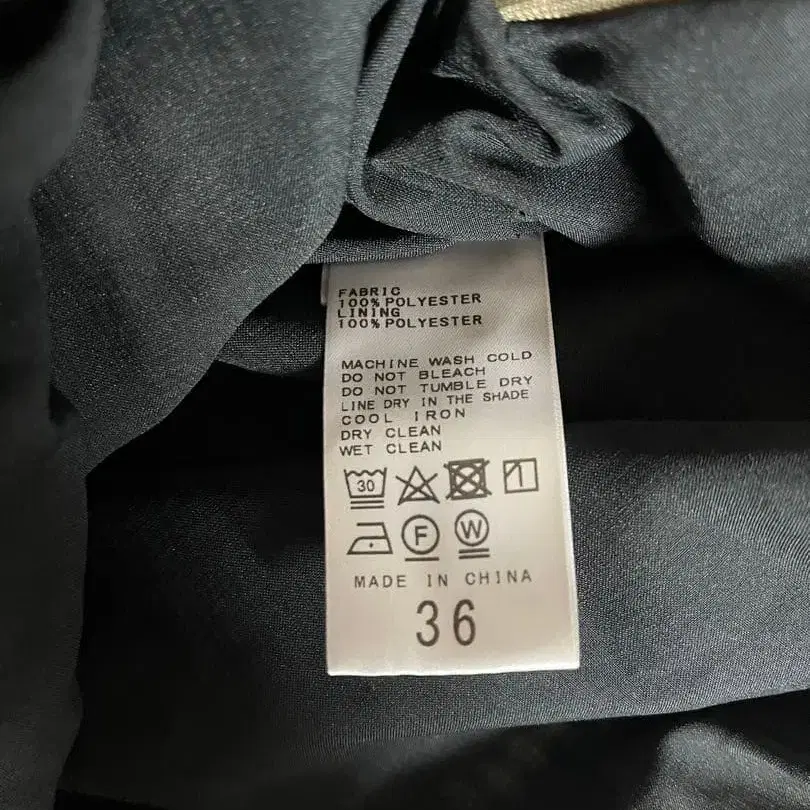 FABRIC
100% POLYESTER
LINING
100% POLYESTER
MACHINE WASH COLD
DO NOT BLEACH
DO NOT TUMBLE DRY
LINE DRY IN THE SHADE
COOL IRON
DRY CLEAN
WET CLEAN
30
F W
MADE IN CHINA
36